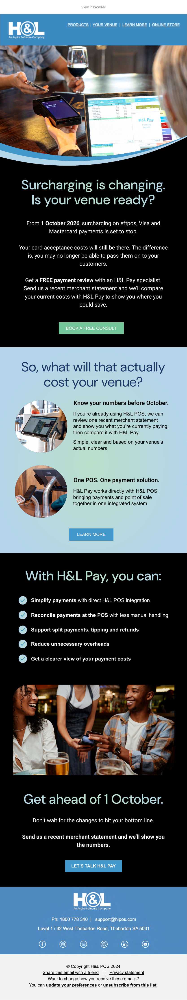 View in browser
H&L
An Aspire Software Company
PRODUCTS | YOUR VENUE | LEARN MORE | ONLINE STORE
$107.50
H&L Pay
Surcharging is changing.
Is your venue ready?
From 1 October 2026, surcharging on eftpos, Visa and
Mastercard payments is set to stop.
Your card acceptance costs will still be there. The difference
is, you may no longer be able to pass them on to your
customers.
Get a FREE payment review with an H&L Pay specialist.
Send us a recent merchant statement and we’ll compare
your current costs with H&L Pay to show you where you
could save.
BOOK A FREE CONSULT
So, what will that actually
cost your venue?
Know your numbers before October.
If you’re already using H&L POS, we can
review one recent merchant statement
and show you what you’re currently paying,
then compare it with H&L Pay.
Simple, clear and based on your venue’s
actual numbers.
H&L
One POS. One payment solution.
H&L Pay works directly with H&L POS,
bringing payments and point of sale
together in one integrated system.
LEARN MORE
With H&L Pay, you can:
Simplify payments with direct H&L POS integration
Reconcile payments at the POS with less manual handling
Support split payments, tipping and refunds
Reduce unnecessary overheads
Get a clearer view of your payment costs
Get ahead of 1 October.
Don’t wait for the changes to hit your bottom line.
Send us a recent merchant statement and we’ll show you
the numbers.
LET’S TALK H&L PAY
H&L
An Aspire Software Company
Ph: 1800 778 340 | support@hlpos.com
Level 1 / 32 West Thebarton Road, Thebarton SA 5031
© Copyright H&L POS 2024
Share this email with a friend | Privacy statement
Want to change how you receive these emails?
You can update your preferences or unsubscribe from this list.